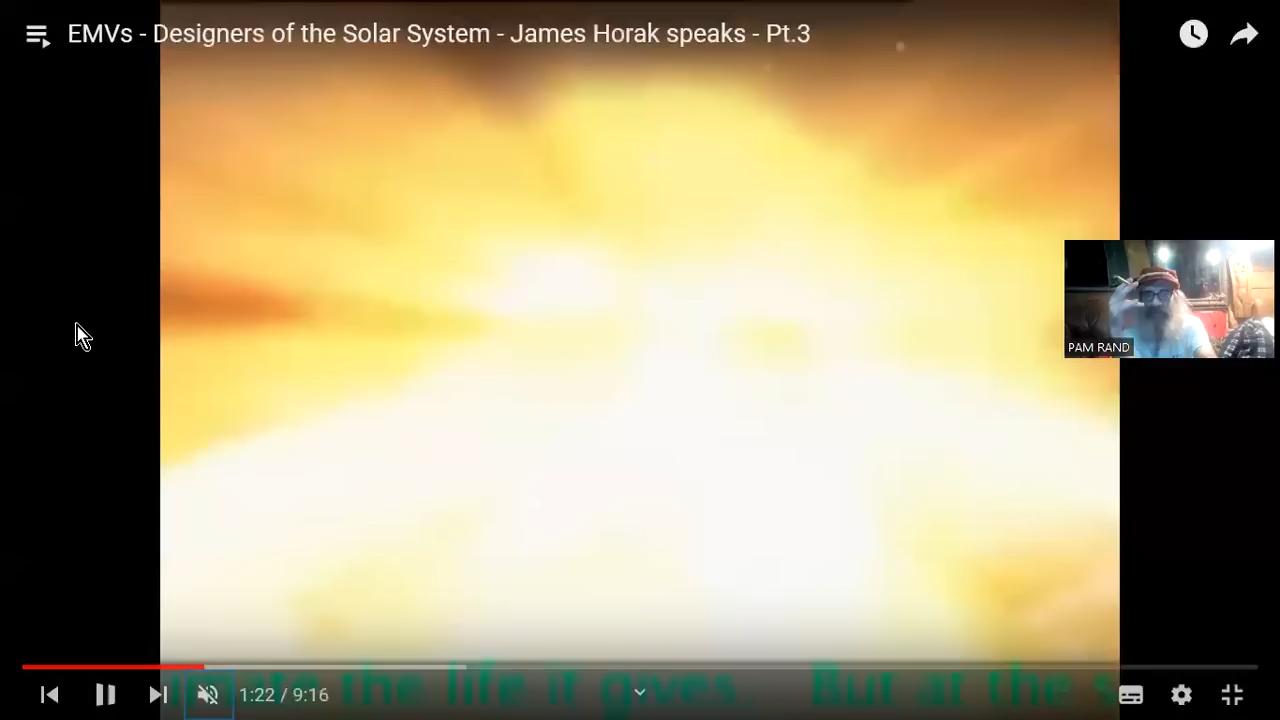 EMVs - Designers of the Solar System - James Horak speaks - Pt.3
PAM RAND
the life it gives. But at the s
1:22 / 9:16